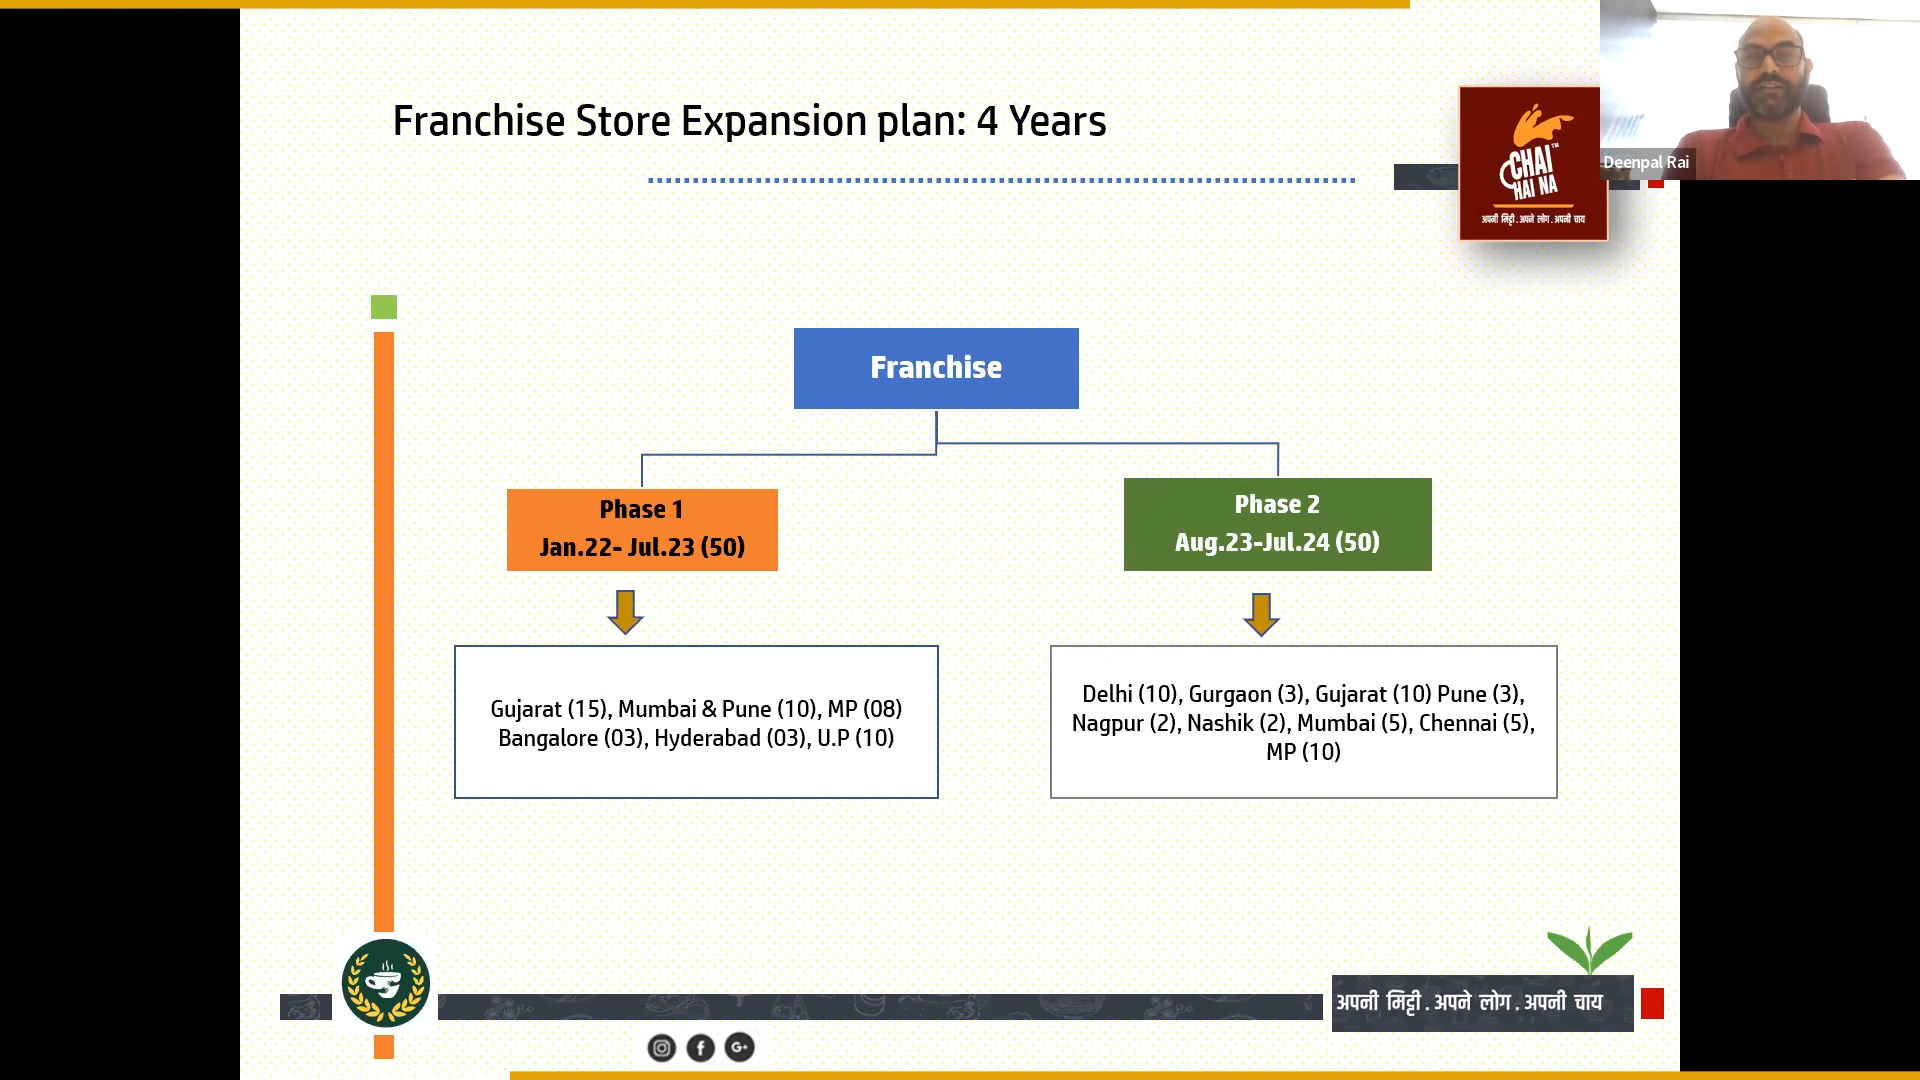 Franchise Store Expansion plan: 4 Years
CHAI™
HAI NA
अपनी मिट्टी . अपने लोग . अपनी चाय
Deenpal Rai
Franchise
Phase 1
Jan.22- Jul.23 (50)
Phase 2
Aug.23-Jul.24 (50)
Gujarat (15), Mumbai & Pune (10), MP (08)
Bangalore (03), Hyderabad (03), U.P (10)
Delhi (10), Gurgaon (3), Gujarat (10) Pune (3),
Nagpur (2), Nashik (2), Mumbai (5), Chennai (5),
MP (10)
अपनी मिट्टी . अपने लोग . अपनी चाय
f
G+